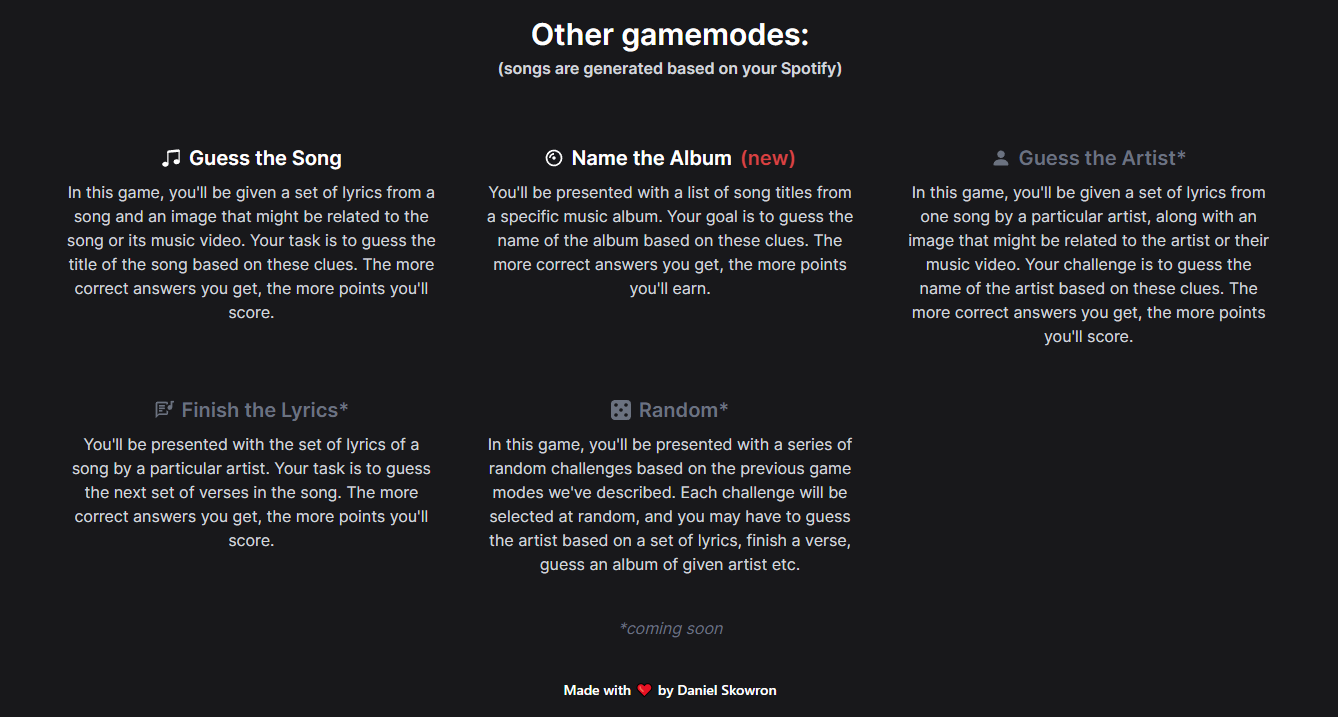 Other gamemodes:
(songs are generated based on your Spotify)
Guess the Song
In this game, you'll be given a set of lyrics from a
song and an image that might be related to the
song or its music video. Your task is to guess the
title of the song based on these clues. The more
correct answers you get, the more points you'll
score.
Name the Album (new)
You'll be presented with a list of song titles from
a specific music album. Your goal is to guess the
name of the album based on these clues. The
more correct answers you get, the more points
you'll earn.
Guess the Artist*
In this game, you'll be given a set of lyrics from
one song by a particular artist, along with an
image that might be related to the artist or their
music video. Your challenge is to guess the
name of the artist based on these clues. The
more correct answers you get, the more points
you'll score.
Finish the Lyrics*
You'll be presented with the set of lyrics of a
song by a particular artist. Your task is to guess
the next set of verses in the song. The more
correct answers you get, the more points you'll
score.
Random*
In this game, you'll be presented with a series of
random challenges based on the previous game
modes we've described. Each challenge will be
selected at random, and you may have to guess
the artist based on a set of lyrics, finish a verse,
guess an album of given artist etc.
*coming soon
Made with ❤️ by Daniel Skowron